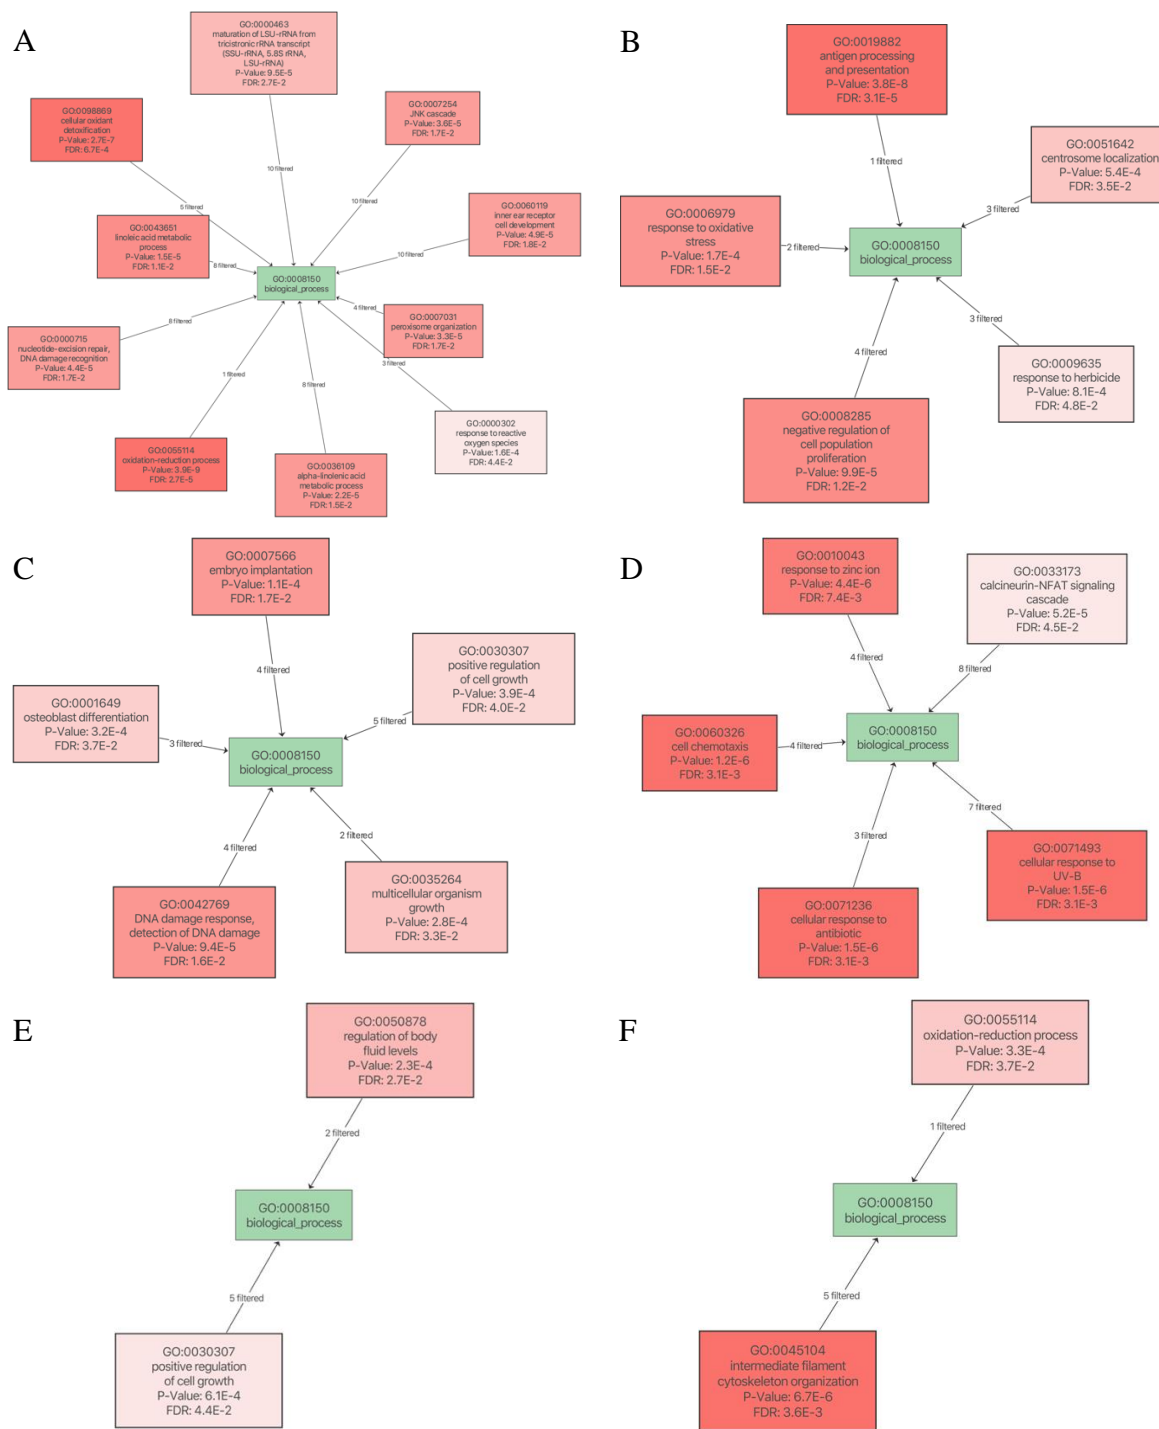 A
GO:0000463
maturation of LSU-rRNA from
tricistronic rRNA transcript
(SSU-rRNA, 5.8S rRNA,
LSU-rRNA)
P-Value: 9.5E-5
FDR: 2.7E-2
GO:0098869
cellular oxidant
detoxification
P-Value: 2.7E-7
FDR: 6.7E-4
GO:0007254
JNK cascade
P-Value: 3.6E-5
FDR: 1.7E-2
10 filtered
5 filtered
10 filtered
GO:0043651
linoleic acid metabolic
process
P-Value: 1.5E-5
FDR: 1.1E-2
GO:0060119
inner ear receptor
cell development
P-Value: 4.9E-5
FDR: 1.8E-2
8 filtered
10 filtered
GO:0008150
biological_process
GO:0007031
peroxisome organization
P-Value: 3.3E-5
FDR: 1.7E-2
4 filtered
GO:0000715
nucleotide-excision repair,
DNA damage recognition
P-Value: 4.4E-5
FDR: 1.7E-2
1 filtered
8 filtered
3 filtered
GO:0055114
oxidation-reduction process
P-Value: 3.9E-9
FDR: 2.7E-5
GO:0036109
alpha-linolenic acid
metabolic process
P-Value: 2.2E-5
FDR: 1.5E-2
GO:0000302
response to reactive
oxygen species
P-Value: 1.6E-4
FDR: 4.4E-2
B
GO:0019882
antigen processing
and presentation
P-Value: 3.8E-8
FDR: 3.1E-5
1 filtered
GO:0051642
centrosome localization
P-Value: 5.4E-4
FDR: 3.5E-2
3 filtered
GO:0006979
response to oxidative
stress
P-Value: 1.7E-4
FDR: 1.5E-2
2 filtered
GO:0008150
biological_process
4 filtered
3 filtered
GO:0008285
negative regulation of
cell population
proliferation
P-Value: 9.9E-5
FDR: 1.2E-2
GO:0009635
response to herbicide
P-Value: 8.1E-4
FDR: 4.8E-2
C
GO:0007566
embryo implantation
P-Value: 1.1E-4
FDR: 1.7E-2
4 filtered
GO:0030307
positive regulation
of cell growth
P-Value: 3.9E-4
FDR: 4.0E-2
5 filtered
GO:0001649
osteoblast differentiation
P-Value: 3.2E-4
FDR: 3.7E-2
3 filtered
GO:0008150
biological_process
4 filtered
2 filtered
GO:0042769
DNA damage response,
detection of DNA damage
P-Value: 9.4E-5
FDR: 1.6E-2
GO:0035264
multicellular organism
growth
P-Value: 2.8E-4
FDR: 3.3E-2
D
GO:0010043
response to zinc ion
P-Value: 4.4E-6
FDR: 7.4E-3
4 filtered
GO:0033173
calcineurin-NFAT signaling
cascade
P-Value: 5.2E-5
FDR: 4.5E-2
8 filtered
GO:0060326
cell chemotaxis
P-Value: 1.2E-6
FDR: 3.1E-3
4 filtered
GO:0008150
biological_process
3 filtered
7 filtered
GO:0071236
cellular response to
antibiotic
P-Value: 1.5E-6
FDR: 3.1E-3
GO:0071493
cellular response to
UV-B
P-Value: 1.5E-6
FDR: 3.1E-3
E
GO:0050878
regulation of body
fluid levels
P-Value: 2.3E-4
FDR: 2.7E-2
2 filtered
GO:0008150
biological_process
5 filtered
GO:0030307
positive regulation
of cell growth
P-Value: 6.1E-4
FDR: 4.4E-2
F
GO:0055114
oxidation-reduction process
P-Value: 3.3E-4
FDR: 3.7E-2
1 filtered
GO:0008150
biological_process
5 filtered
GO:0045104
intermediate filament
cytoskeleton organization
P-Value: 6.7E-6
FDR: 3.6E-3